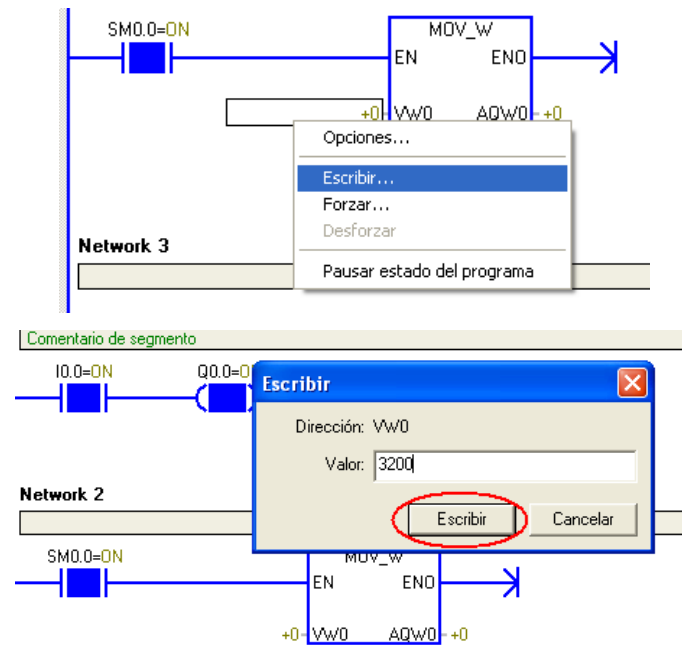 SM0.0=ON
MOV_W
EN ENO
+0 VW0 AQW0 +0
Opciones...
Escribir...
Forzar...
Desforzar
Pausar estado del programa
Network 3
Comentario de segmento
I0.0=ON Q0.0=
Escribir
Dirección: VW0
Valor: 3200
Escribir Cancelar
Network 2
SM0.0=ON
MOV_W
EN ENO
+0 VW0 AQW0 +0